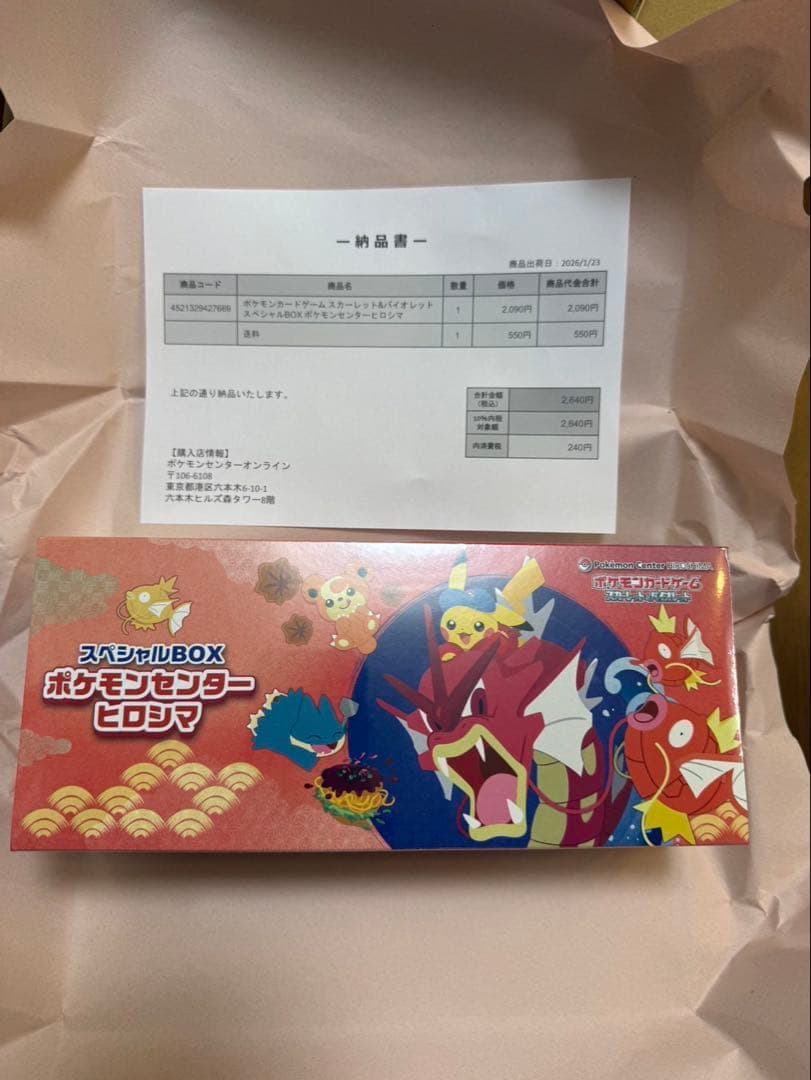 ― 納品書 ―
商品出荷日：2026/1/23
商品コード 商品名 数量 価格 商品代金合計
4521329427669 ポケモンカードゲーム スカーレット&バイオレット 1 2,090円 2,090円
スペシャルBOX ポケモンセンターヒロシマ
送料 1 550円 550円
上記の通り納品いたします。
合計金額
(税込) 2,640円
10%内税
対象額 2,640円
内消費税 240円
【購入店情報】
ポケモンセンターオンライン
〒106-6108
東京都港区六本木6-10-1
六本木ヒルズ森タワー8階
Pokémon Center HIROSHIMA
ポケモンカードゲーム
スカーレット&バイオレット
スペシャルBOX
ポケモンセンター
ヒロシマ